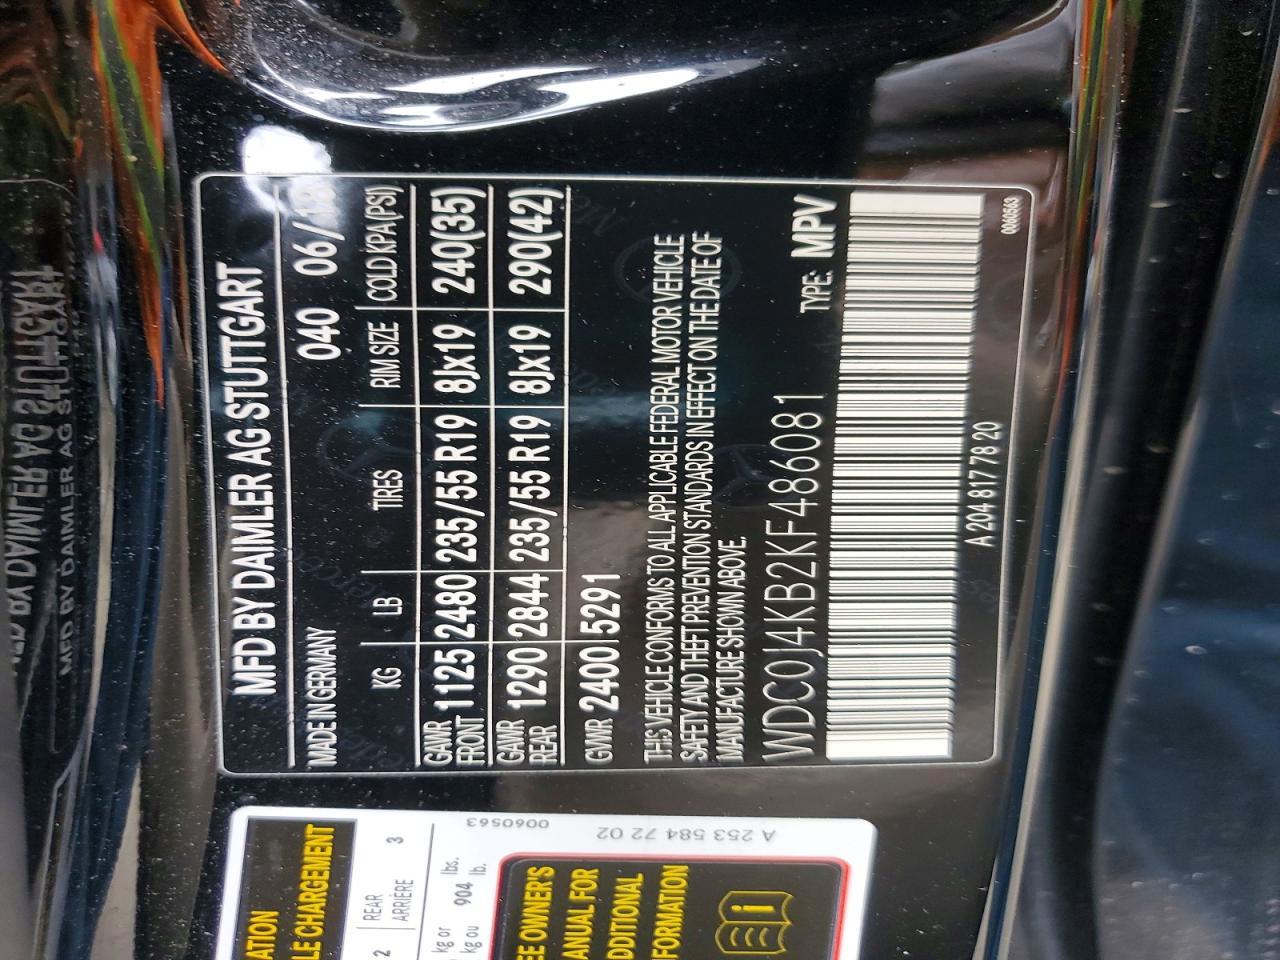 MFD BY DAIMLER AG STUTTGART
MADE IN GERMANY 040 06/18
KG LB TIRES RIM SIZE COLD KPA(PSI)
GAWR FRONT 1125 2480 235/55 R19 8Jx19 240(35)
GAWR REAR 1290 2844 235/55 R19 8Jx19 290(42)
GVWR 2400 5291
THIS VEHICLE CONFORMS TO ALL APPLICABLE FEDERAL MOTOR VEHICLE
SAFETY AND THEFT PREVENTION STANDARDS IN EFFECT ON THE DATE OF
MANUFACTURE SHOWN ABOVE.
WDC0J4KB2KF486081 TYPE: MPV
A 204 817 78 20
0060563
ATION
LE CHARGEMENT
2 REAR ARRIÈRE 3
kg or lbs.
kg ou 904 lb.
EE OWNER'S
ANUAL FOR
DDITIONAL
FORMATION
A 253 584 72 02
0060563
MFD BY DAIMLER AG STUTTGART